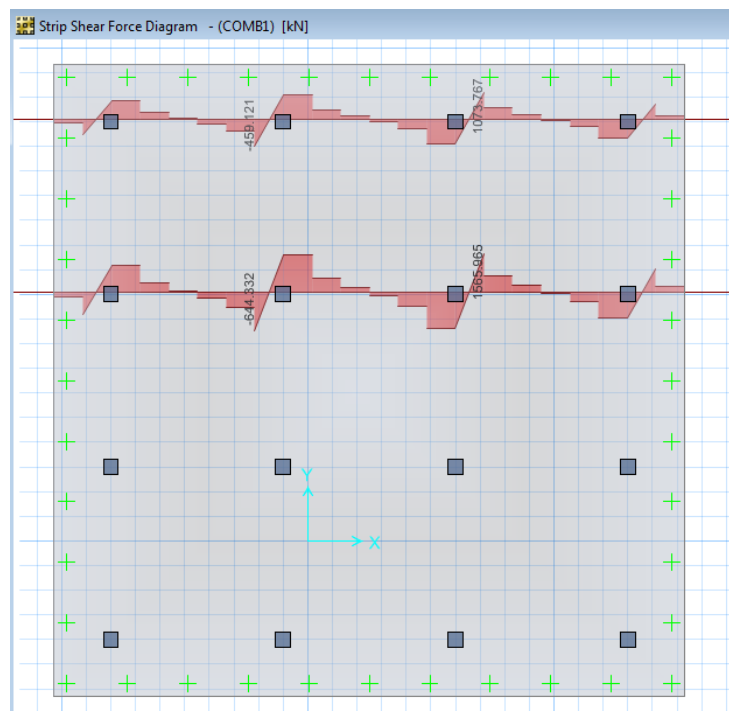 Strip Shear Force Diagram - (COMB1) [kN]
-459.121
1073.767
-644.332
1565.965
Y
X